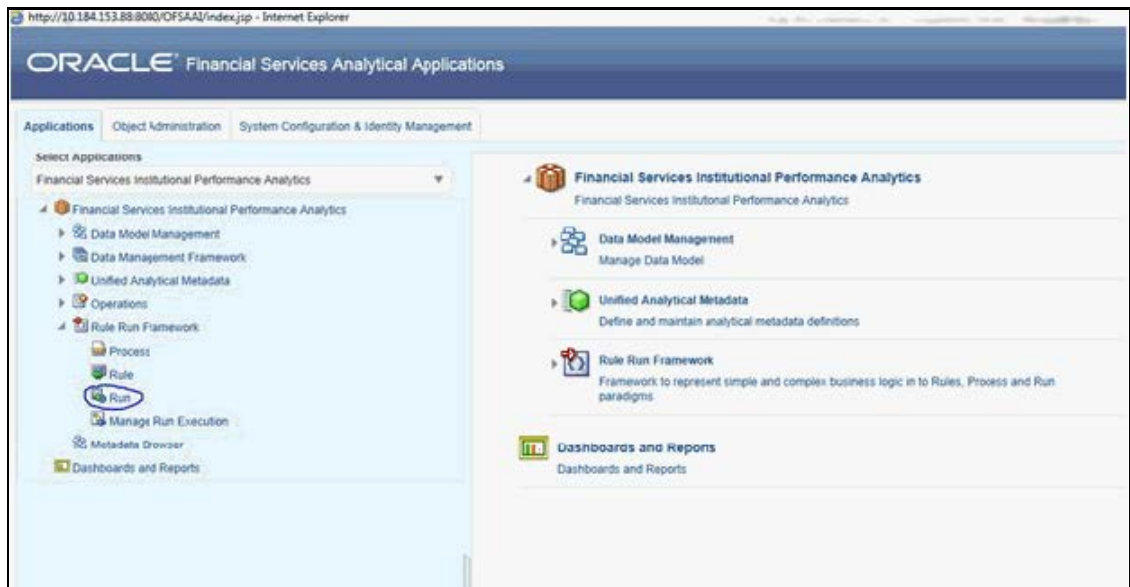 http://10.184.153.88:8080/OFSAAI/index.jsp - Internet Explorer
ORACLE® Financial Services Analytical Applications
Applications Object Administration System Configuration & Identity Management
Select Applications
Financial Services Institutional Performance Analytics
Financial Services Institutional Performance Analytics
Data Model Management
Data Management Framework
Unified Analytical Metadata
Operations
Rule Run Framework
Process
Rule
Run
Manage Run Execution
Metadata Browser
Dashboards and Reports
Financial Services Institutional Performance Analytics
Financial Services Institutional Performance Analytics
Data Model Management
Manage Data Model
Unified Analytical Metadata
Define and maintain analytical metadata definitions
Rule Run Framework
Framework to represent simple and complex business logic in to Rules, Process and Run
paradigms
Dashboards and Reports
Dashboards and Reports